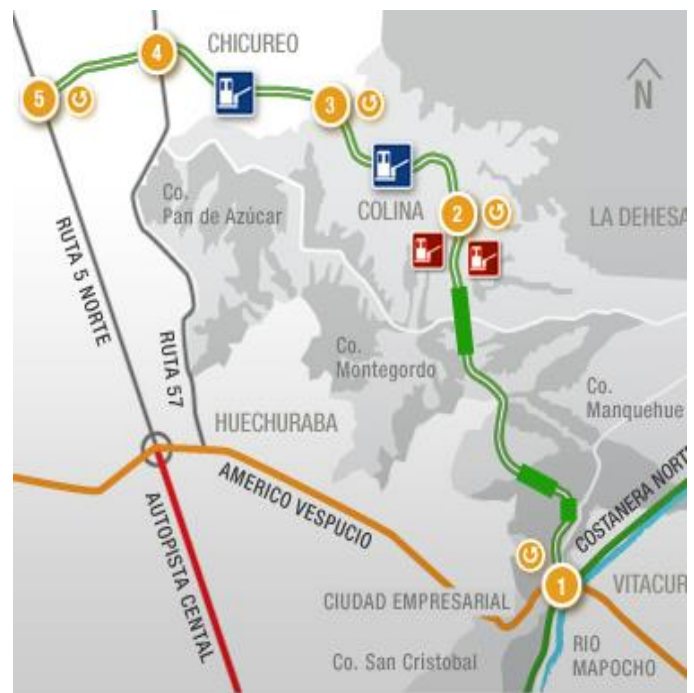 CHICUREO
4
5
3
N
Co.
Pan de Azúcar
COLINA
2
LA DEHESA
RUTA 5 NORTE
RUTA 57
Co.
Montegordo
Co.
Manquehue
HUECHURABA
AMERICO VESPUCIO
COSTANERA NORT
AUTOPISTA CENTAL
1
VITACUR
CIUDAD EMPRESARIAL
RIO
MAPOCHO
Co. San Cristobal